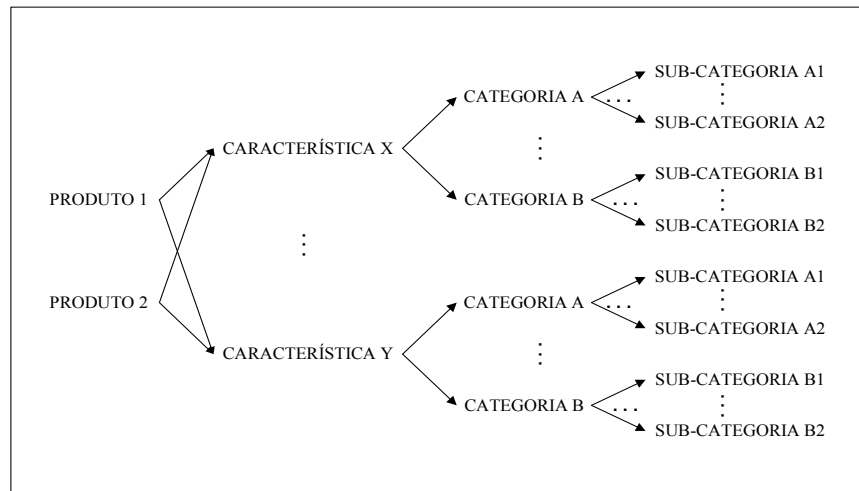 PRODUTO 1
PRODUTO 2
CARACTERÍSTICA X
CARACTERÍSTICA Y
CATEGORIA A
CATEGORIA B
CATEGORIA A
CATEGORIA B
SUB-CATEGORIA A1
SUB-CATEGORIA A2
SUB-CATEGORIA B1
SUB-CATEGORIA B2
SUB-CATEGORIA A1
SUB-CATEGORIA A2
SUB-CATEGORIA B1
SUB-CATEGORIA B2